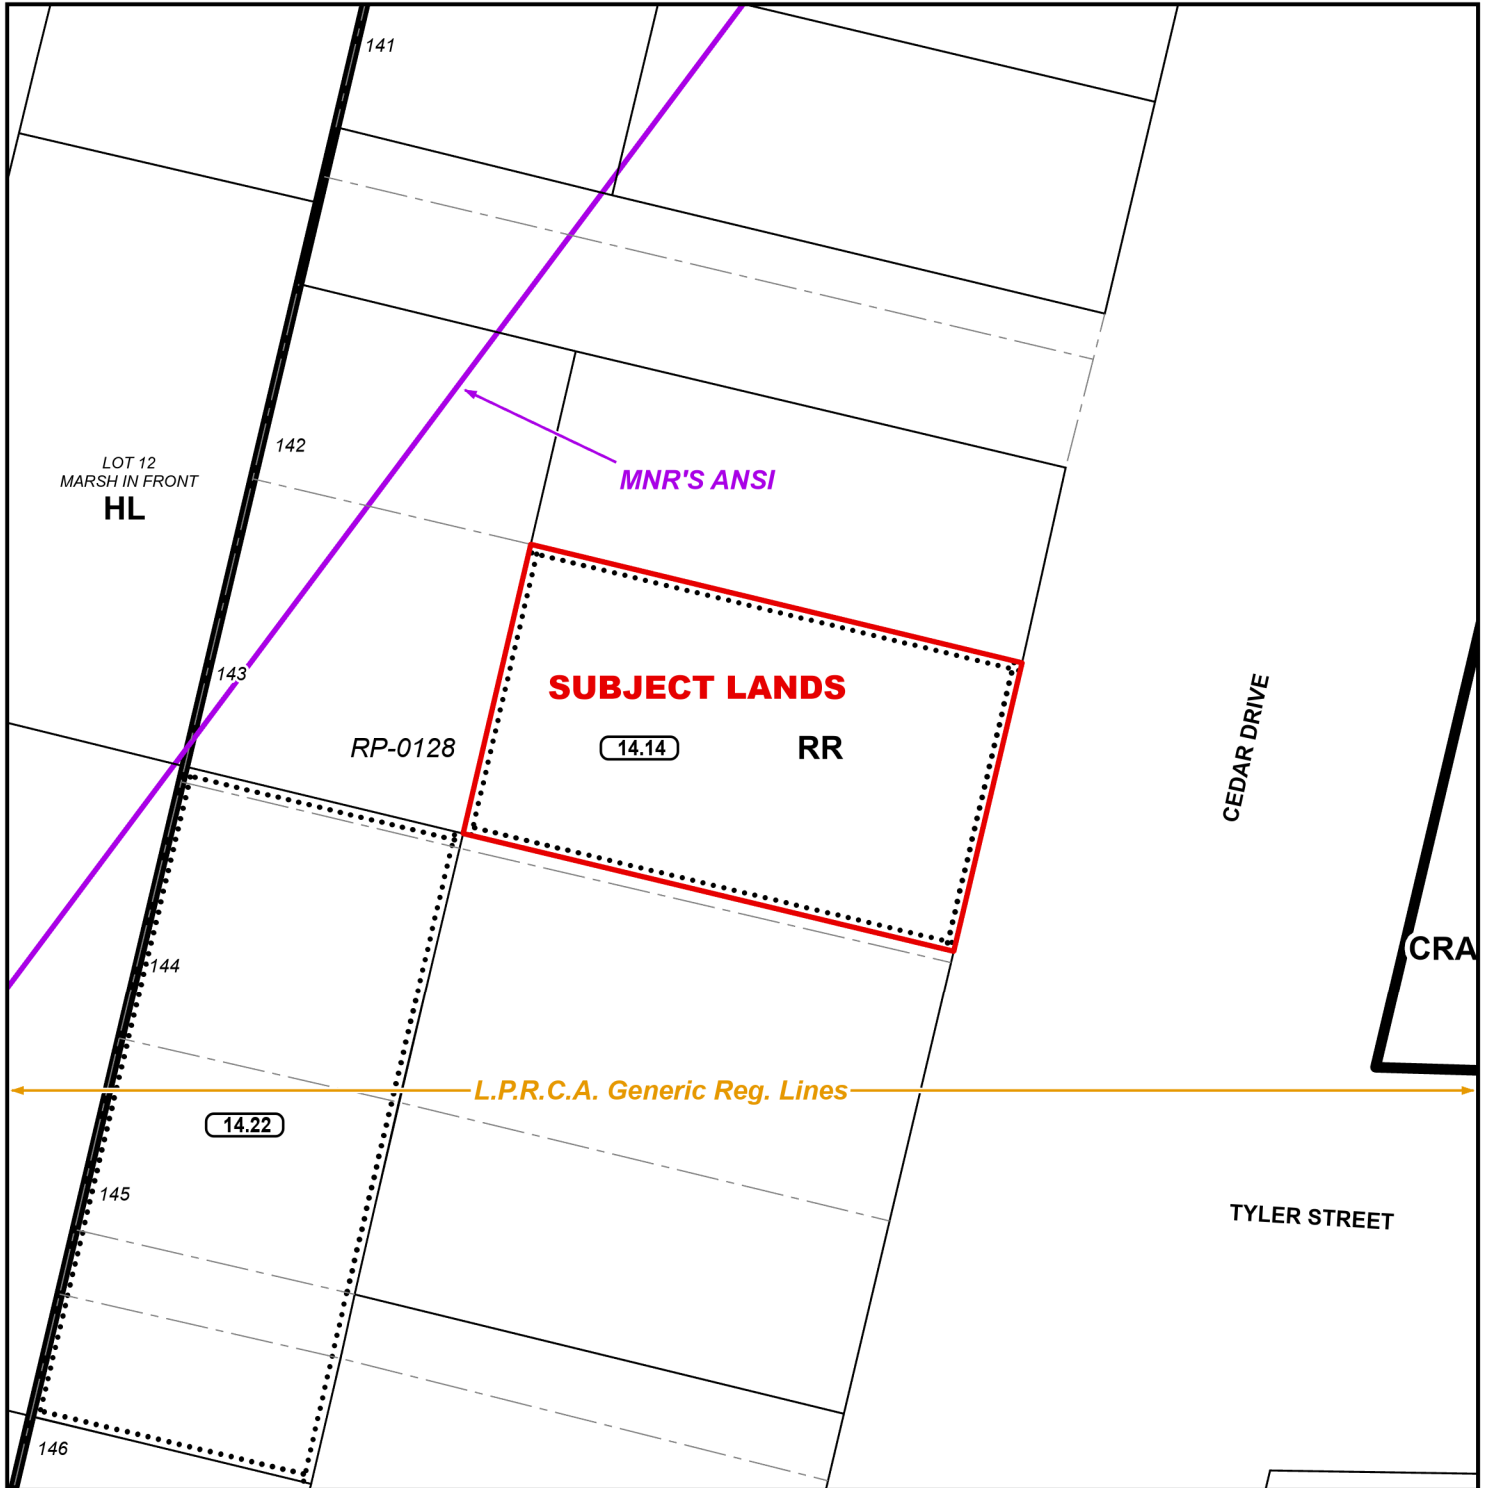 141
142
LOT 12
MARSH IN FRONT
HL
MNR'S ANSI
143
SUBJECT LANDS
RP-0128
14.14
RR
CEDAR DRIVE
CRA
144
L.P.R.C.A. Generic Reg. Lines
14.22
145
TYLER STREET
146